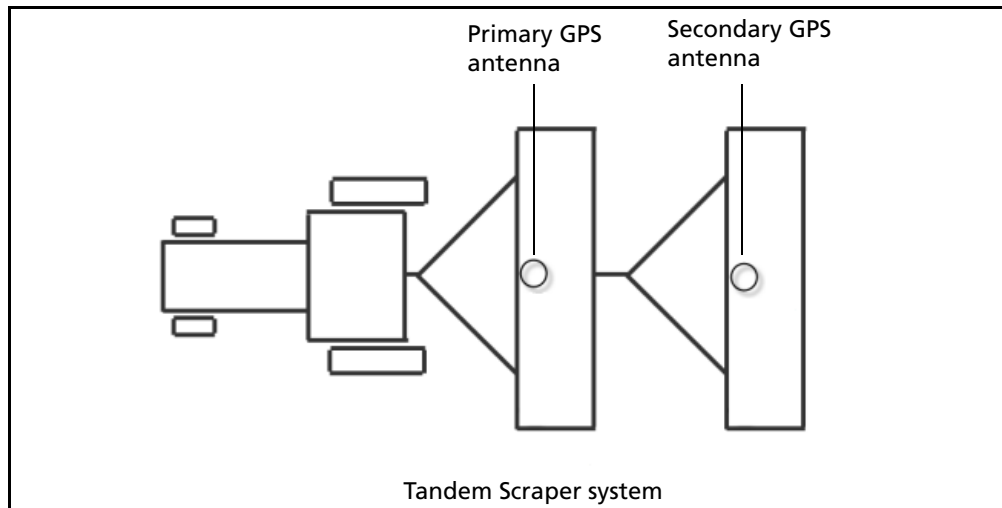 Primary GPS
antenna
Secondary GPS
antenna
Tandem Scraper system